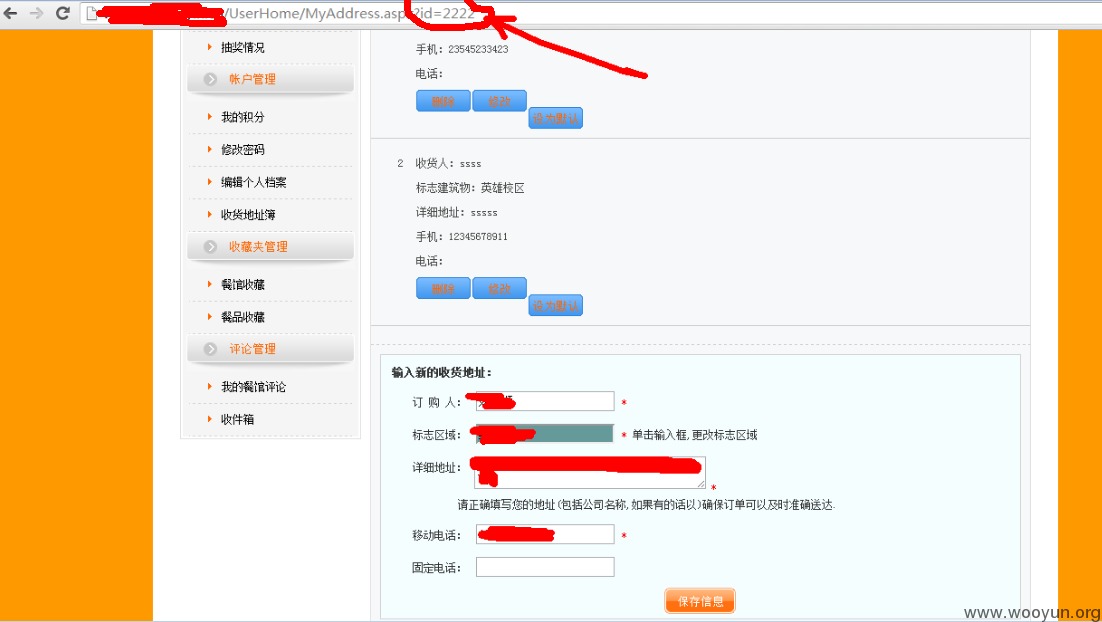 /UserHome/MyAddress.asp
?id=2222
抽奖情况
帐户管理
我的积分
修改密码
编辑个人档案
收货地址簿
收藏夹管理
餐馆收藏
餐品收藏
评论管理
我的餐馆评论
收件箱
手机：23545233423
电话：
删除 修改
设为默认
2 收货人：ssss
标志建筑物：英雄校区
详细地址：sssss
手机：12345678911
电话：
删除 修改
设为默认
输入新的收货地址：
订 购 人： *
标志区域： * 单击输入框,更改标志区域
详细地址： *
请正确填写您的地址(包括公司名称,如果有的话以)确保订单可以及时准确送达.
移动电话： *
固定电话：
保存信息
www.wooyun.org